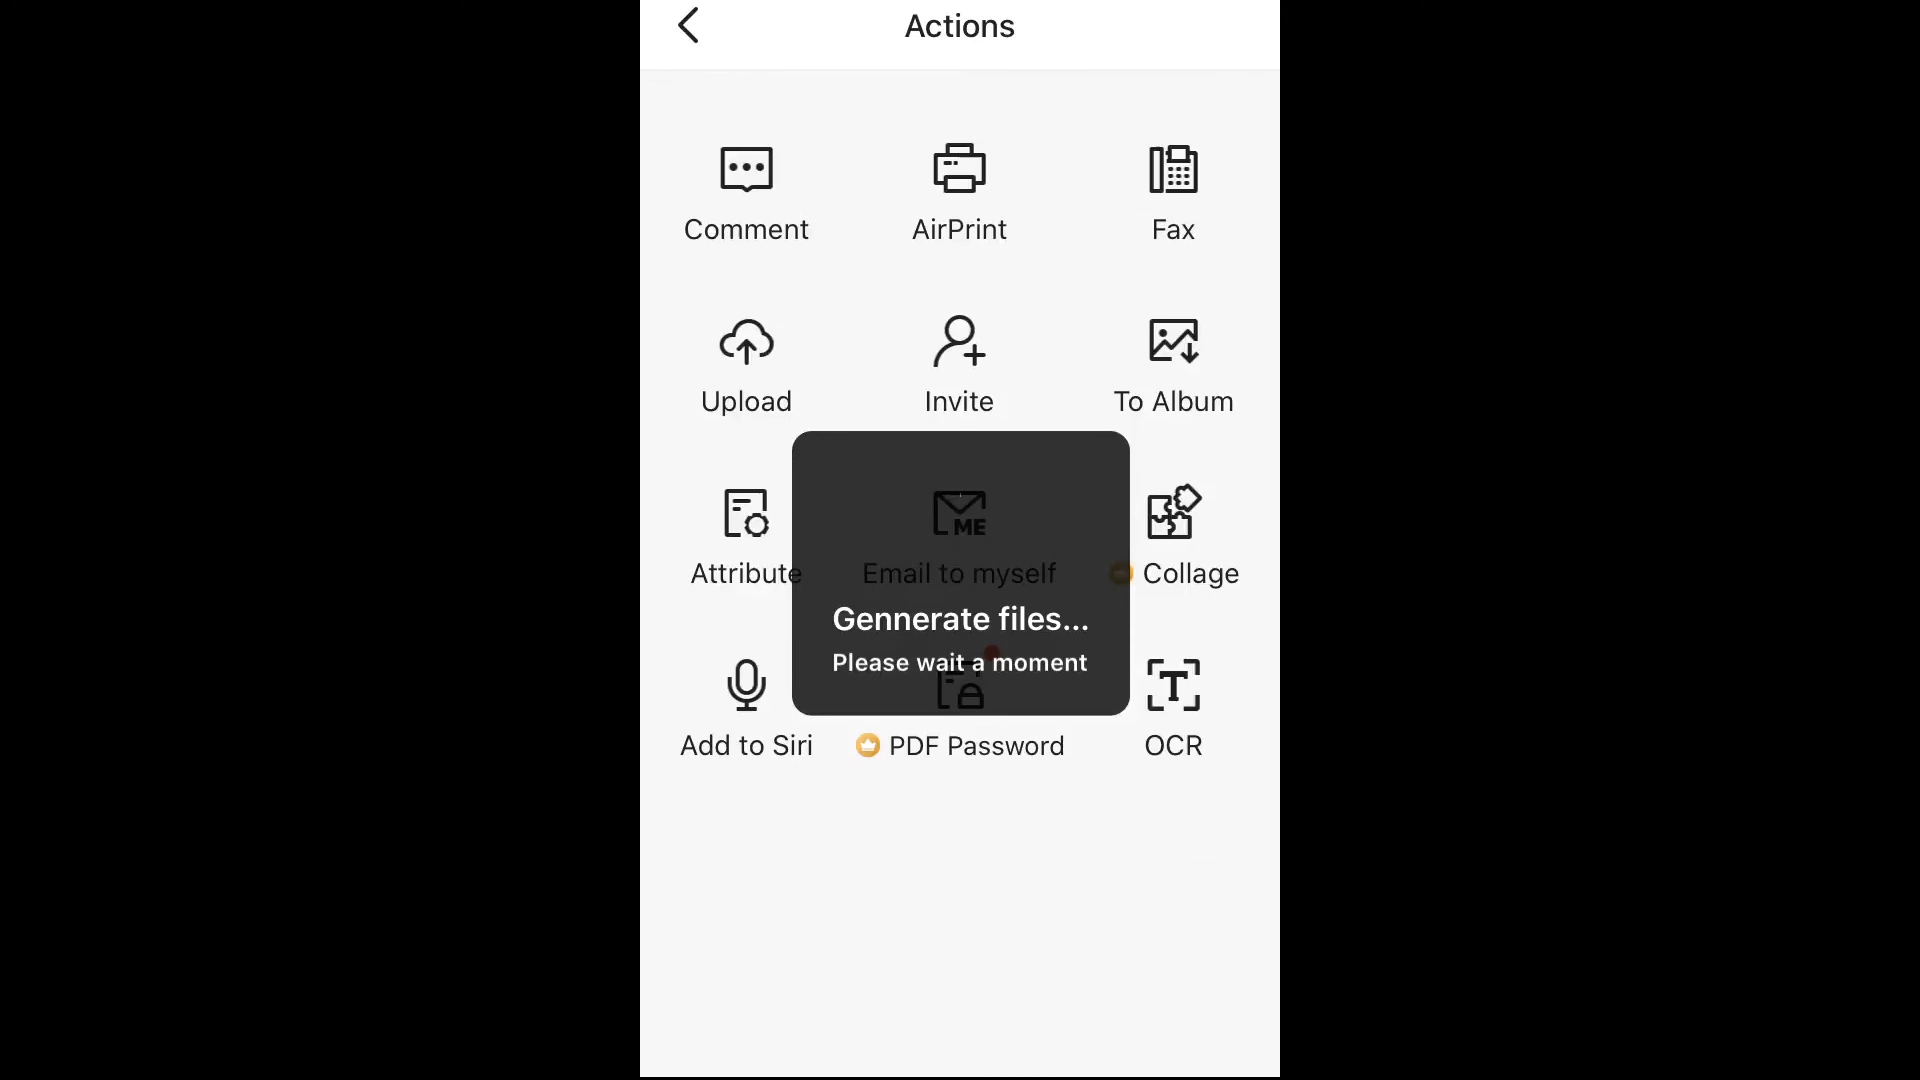 Actions
Comment
AirPrint
Fax
Upload
Invite
To Album
ME
Attribute
Email to myself
Collage
Gennerate files...
Please wait a moment
T
Add to Siri
PDF Password
OCR